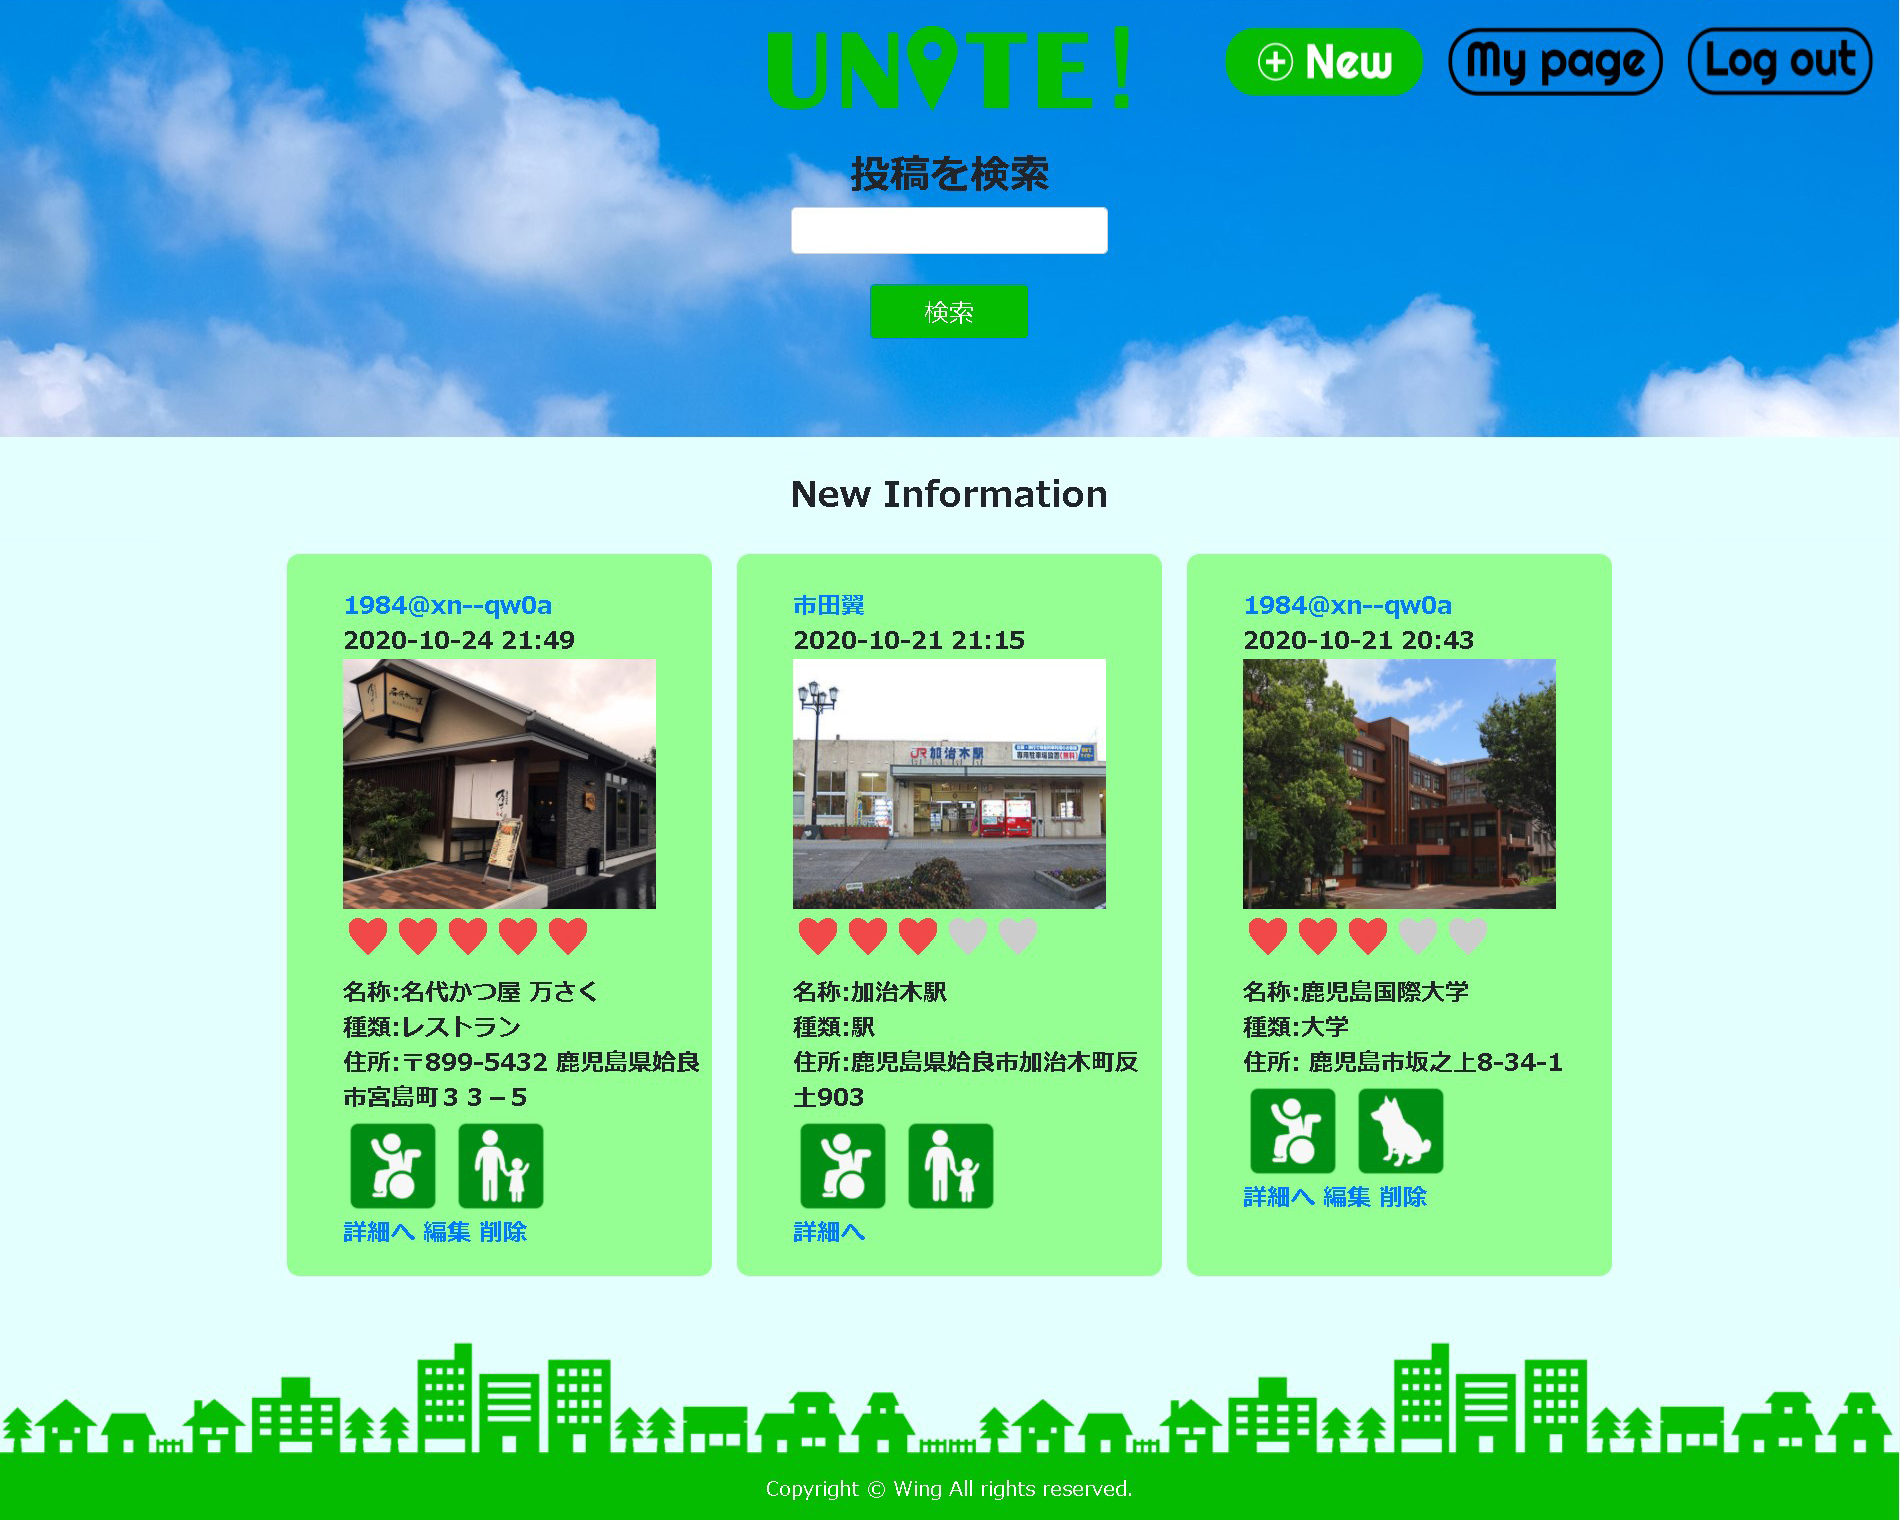 UNITE!
New
My page
Log out
投稿を検索
検索
New Information
1984@xn--qw0a
2020-10-24 21:49
名代かつ屋
名称:名代かつ屋 万さく
種類:レストラン
住所:〒899-5432 鹿児島県姶良
市宮島町３３－５
詳細へ 編集 削除
市田翼
2020-10-21 21:15
JR 加治木駅
名称:加治木駅
種類:駅
住所:鹿児島県姶良市加治木町反
土903
詳細へ
1984@xn--qw0a
2020-10-21 20:43
名称:鹿児島国際大学
種類:大学
住所: 鹿児島市坂之上8-34-1
詳細へ 編集 削除
Copyright © Wing All rights reserved.